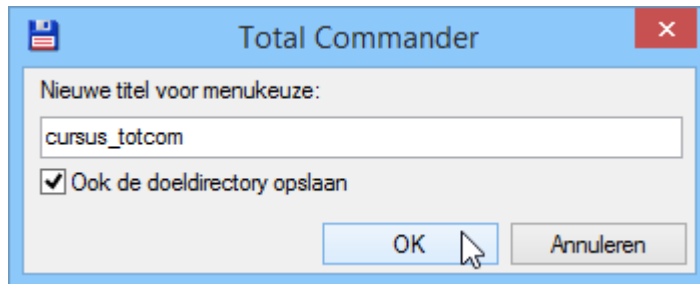 Total Commander
Nieuwe titel voor menukeuze:
cursus_totcom
Ook de doeldirectory opslaan
OK
Annuleren